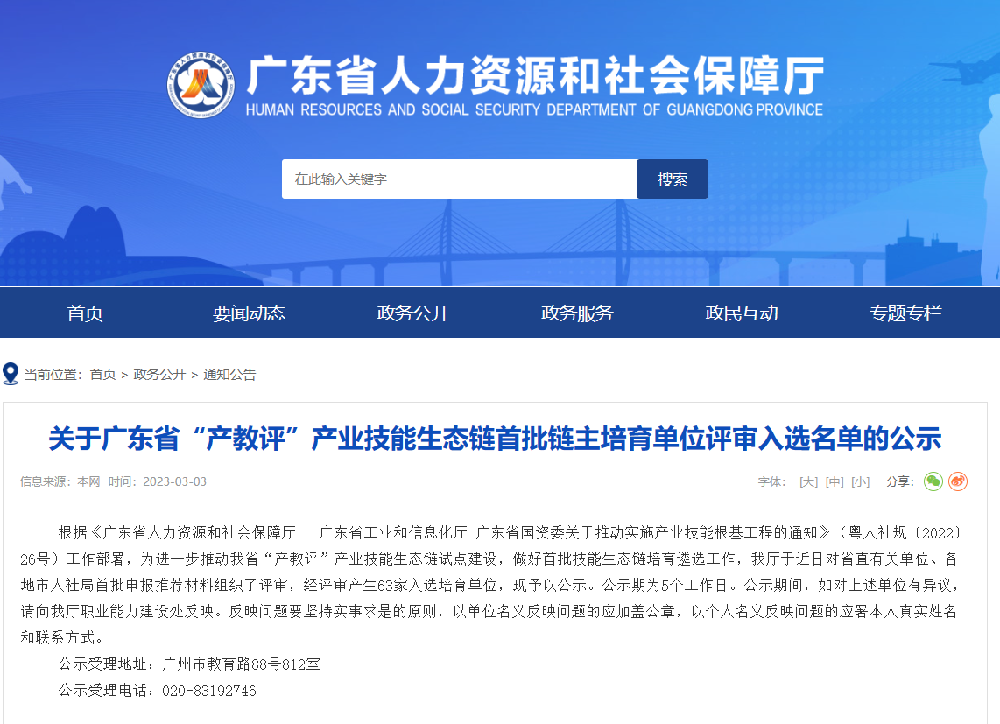 广东省人力资源和社会保障厅
HUMAN RESOURCES AND SOCIAL SECURITY DEPARTMENT OF GUANGDONG PROVINCE
在此输入关键字 搜索
首页 要闻动态 政务公开 政务服务 政民互动 专题专栏
当前位置：首页 > 政务公开 > 通知公告
关于广东省“产教评”产业技能生态链首批链主培育单位评审入选名单的公示
信息来源：本网 时间：2023-03-03 字体： [大] [中] [小] 分享：
根据《广东省人力资源和社会保障厅 广东省工业和信息化厅 广东省国资委关于推动实施产业技能根基工程的通知》（粤人社规〔2022〕
26号）工作部署，为进一步推动我省“产教评”产业技能生态链试点建设，做好首批技能生态链培育遴选工作，我厅于近日对省直有关单位、各
地市人社局首批申报推荐材料组织了评审，经评审产生63家入选培育单位，现予以公示。公示期为5个工作日。公示期间，如对上述单位有异议，
请向我厅职业能力建设处反映。反映问题要坚持实事求是的原则，以单位名义反映问题的应加盖公章，以个人名义反映问题的应署本人真实姓名
和联系方式。
公示受理地址：广州市教育路88号812室
公示受理电话：020-83192746